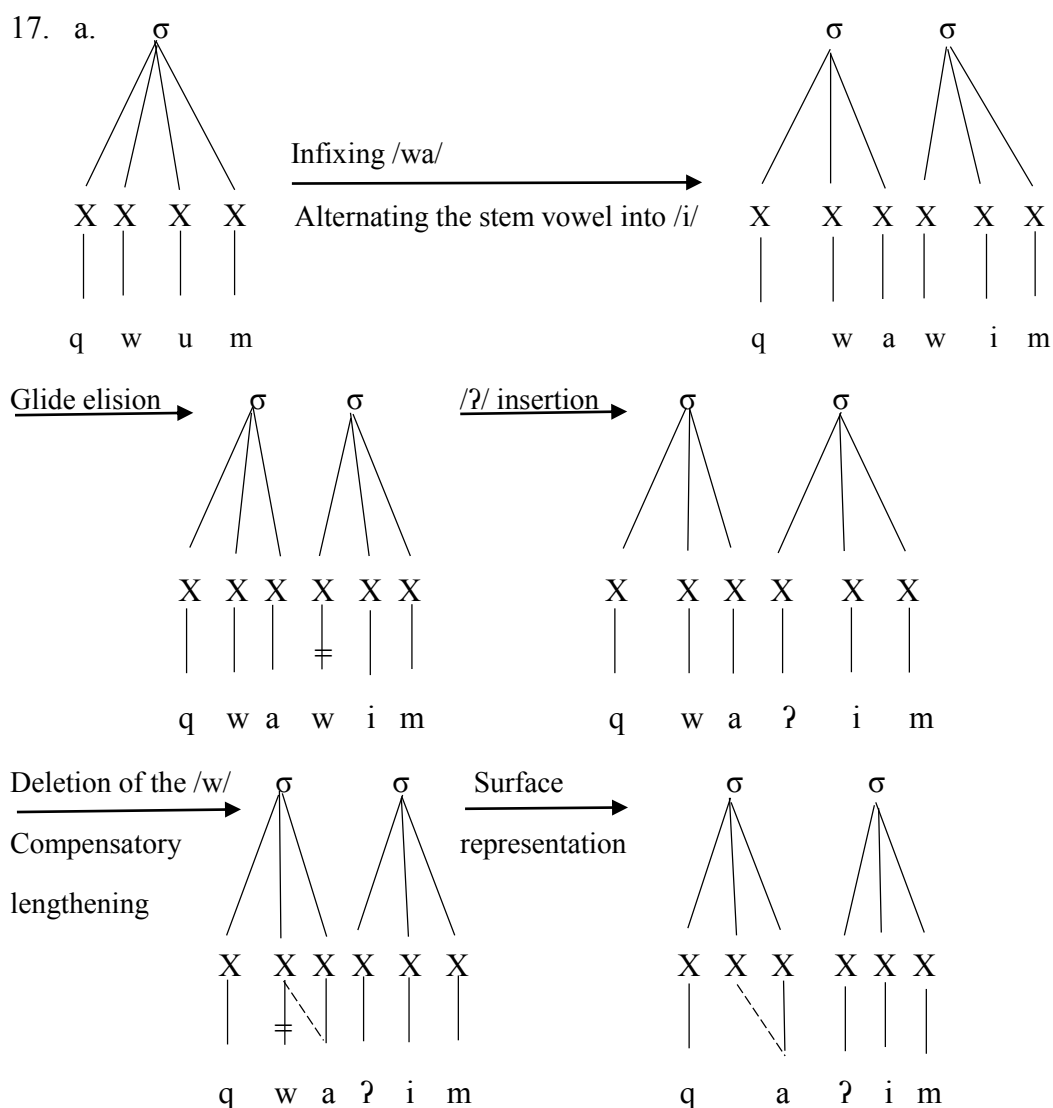 17. a. σ σ σ
Infixing /wa/
X X X X Alternating the stem vowel into /i/ X X X X X X
q w u m q w a w i m
Glide elision σ σ /ʔ/ insertion σ σ
X X X X X X X X X X X X
q w a w i m q w a ʔ i m
Deletion of the /w/ σ σ Surface σ σ
Compensatory representation
lengthening
X X X X X X X X X X X X
q w a ʔ i m q a ʔ i m